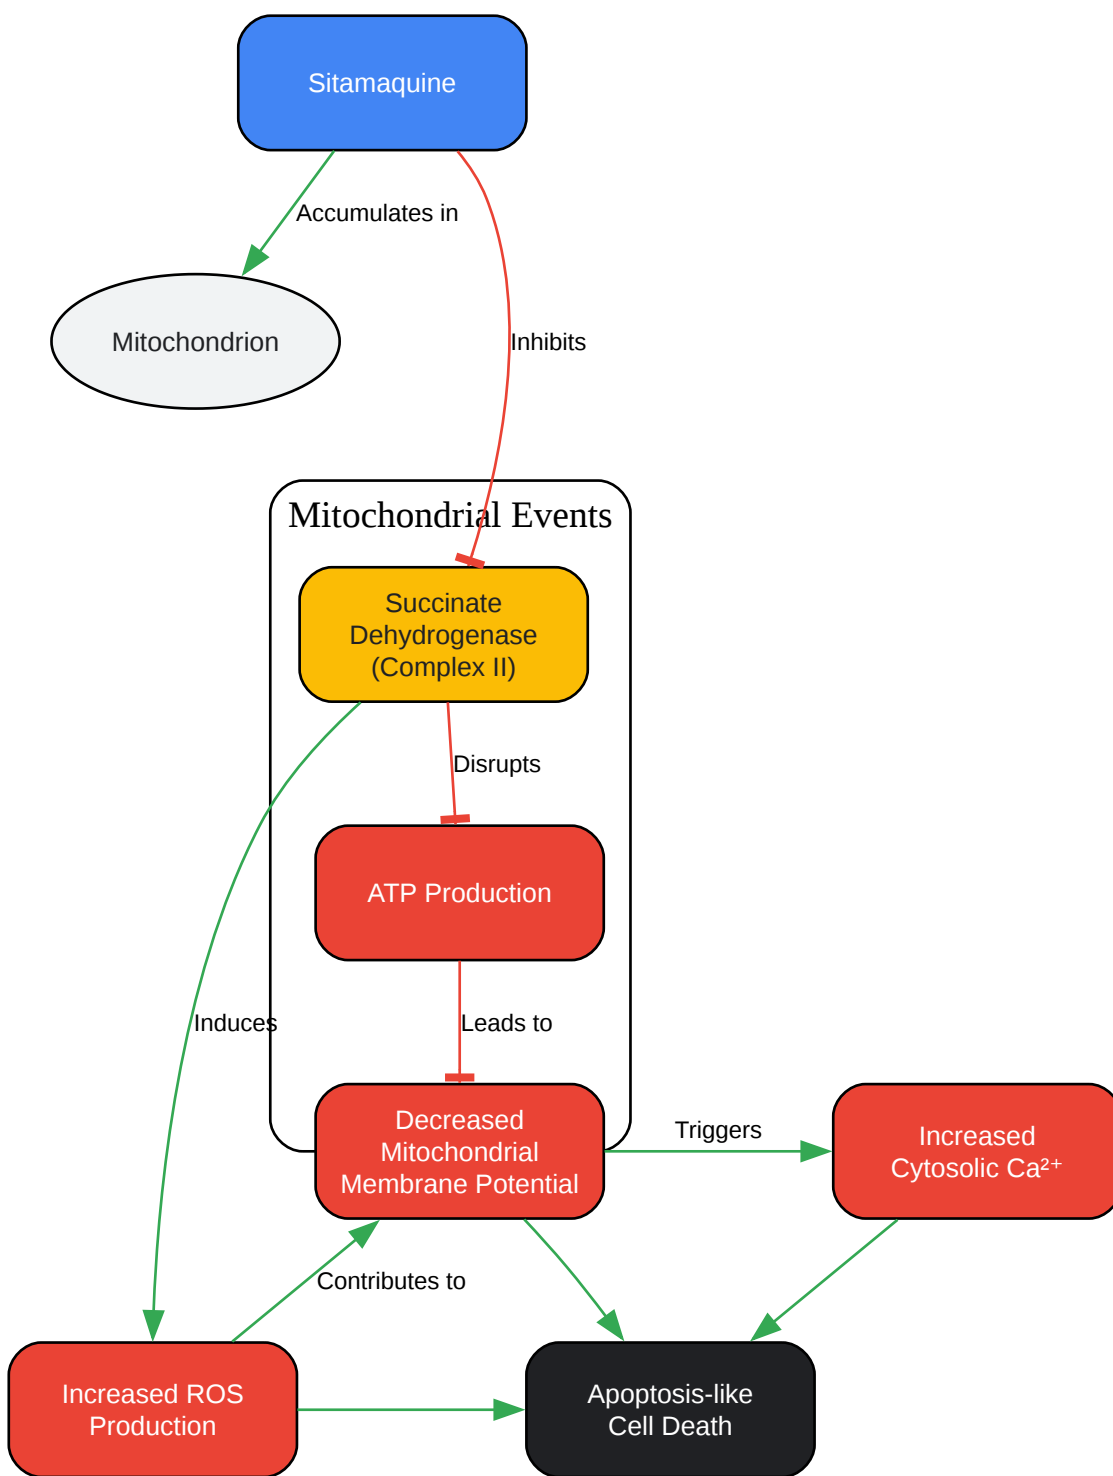 Sitamaquine
Accumulates in
Mitochondrion
Inhibits
Mitochondrial Events
Succinate
Dehydrogenase
(Complex II)
Disrupts
ATP Production
Induces
Leads to
Decreased
Mitochondrial
Membrane Potential
Triggers
Increased
Cytosolic Ca²⁺
Contributes to
Increased ROS
Production
Apoptosis-like
Cell Death